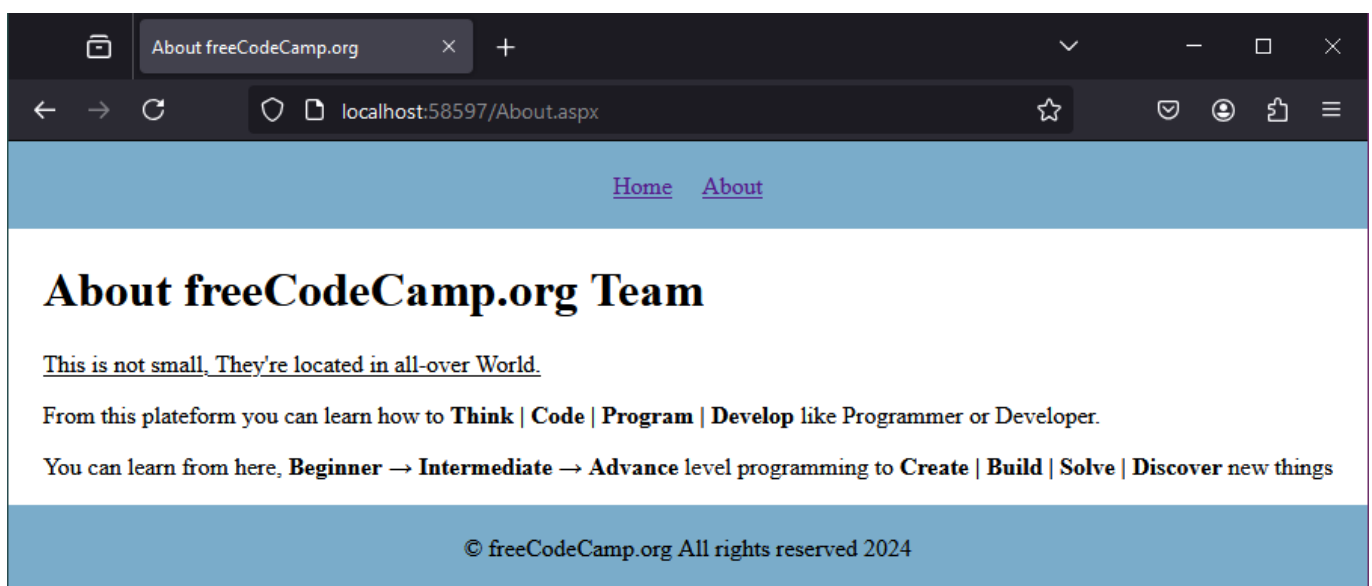 About freeCodeCamp.org
localhost:58597/About.aspx
Home About
About freeCodeCamp.org Team
This is not small, They're located in all-over World.
From this plateform you can learn how to Think | Code | Program | Develop like Programmer or Developer.
You can learn from here, Beginner → Intermediate → Advance level programming to Create | Build | Solve | Discover new things
© freeCodeCamp.org All rights reserved 2024